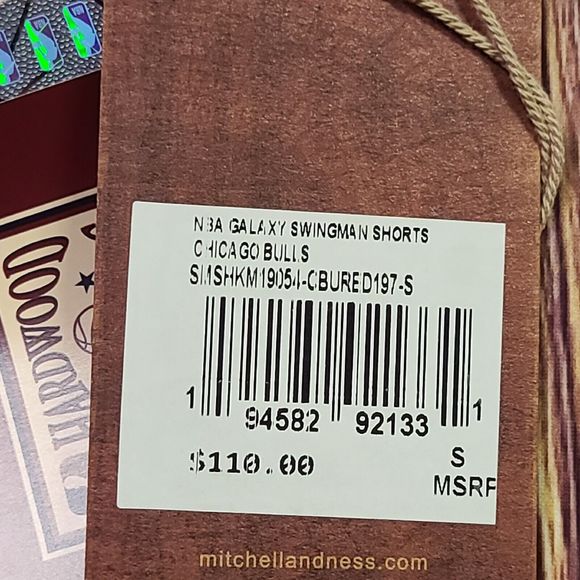 NBA GALAXY SWINGMAN SHORTS
CHICAGO BULLS
SMSHKM19054-CBURED197-S
1 94582 92133 1
$110.00
S
MSRP
mitchellandness.com
HARDWOOD